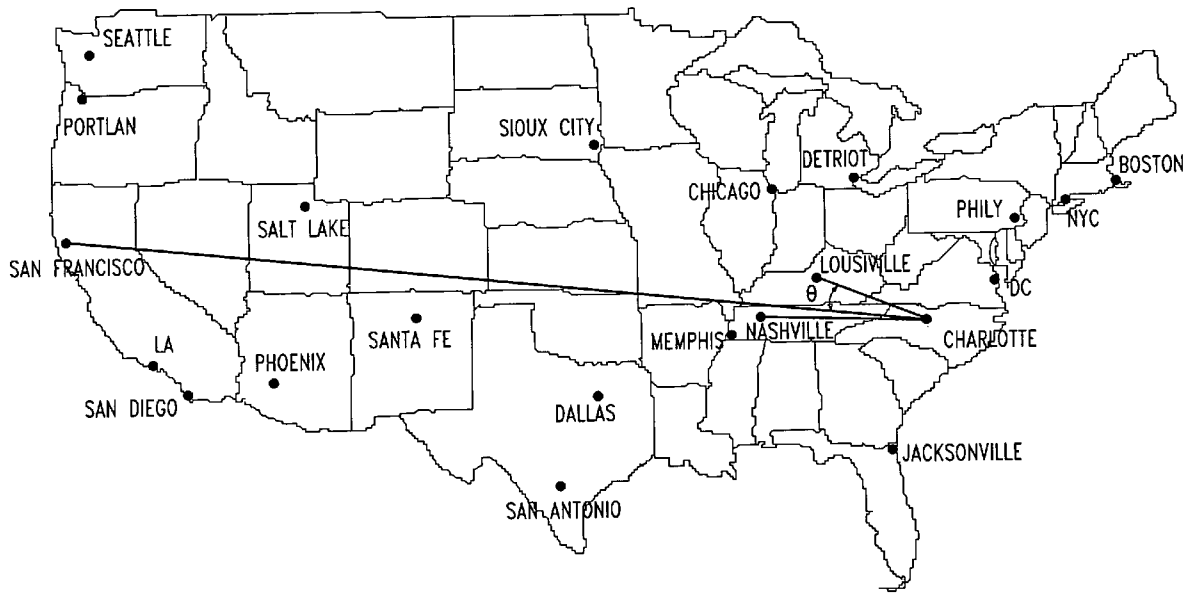 SEATTLE
PORTLAN
SIOUX CITY
DETRIOT
BOSTON
CHICAGO
PHILY
NYC
SALT LAKE
SAN FRANCISCO
LOUSIVILLE
DC
θ
SANTA FE
MEMPHIS
NASHVILLE
CHARLOTTE
LA
PHOENIX
SAN DIEGO
DALLAS
JACKSONVILLE
SAN ANTONIO